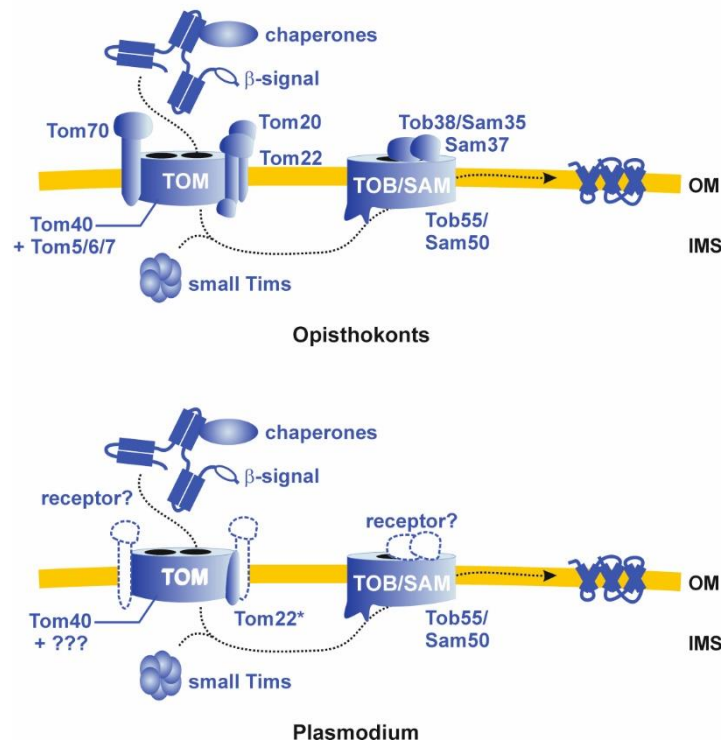 chaperones
β-signal
Tom70
Tom20
Tom22
Tob38/Sam35
Sam37
TOM
TOB/SAM
OM
Tom40
+ Tom5/6/7
Tob55/
Sam50
IMS
small Tims
Opisthokonts
chaperones
β-signal
receptor?
receptor?
TOM
TOB/SAM
OM
Tom40
+ ???
Tom22*
Tob55/
Sam50
IMS
small Tims
Plasmodium